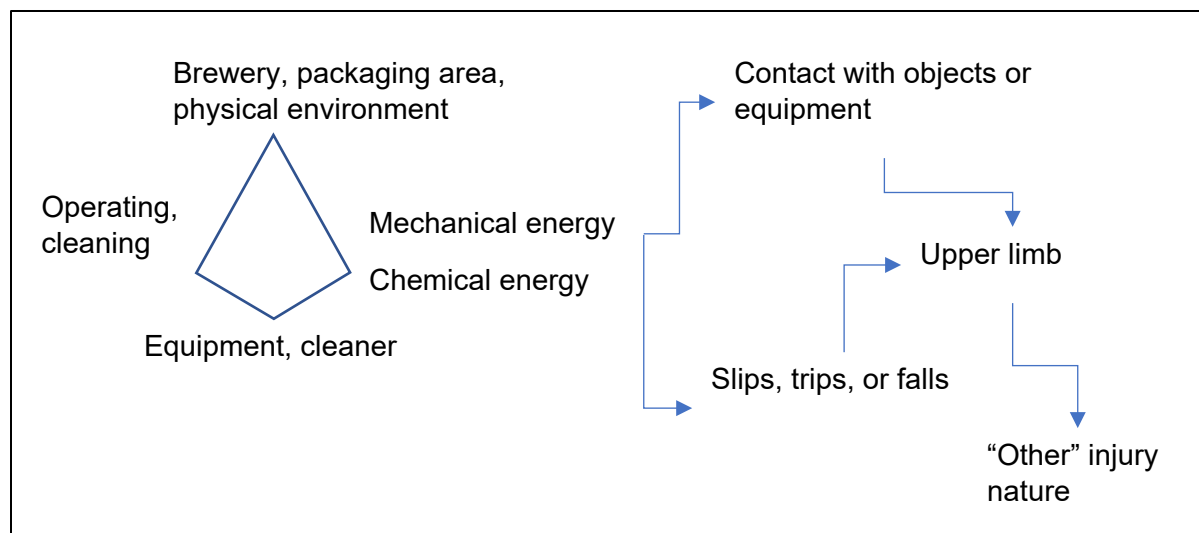 Brewery, packaging area,
physical environment
Operating,
cleaning
Mechanical energy
Chemical energy
Equipment, cleaner
Contact with objects or
equipment
Upper limb
Slips, trips, or falls
“Other” injury
nature